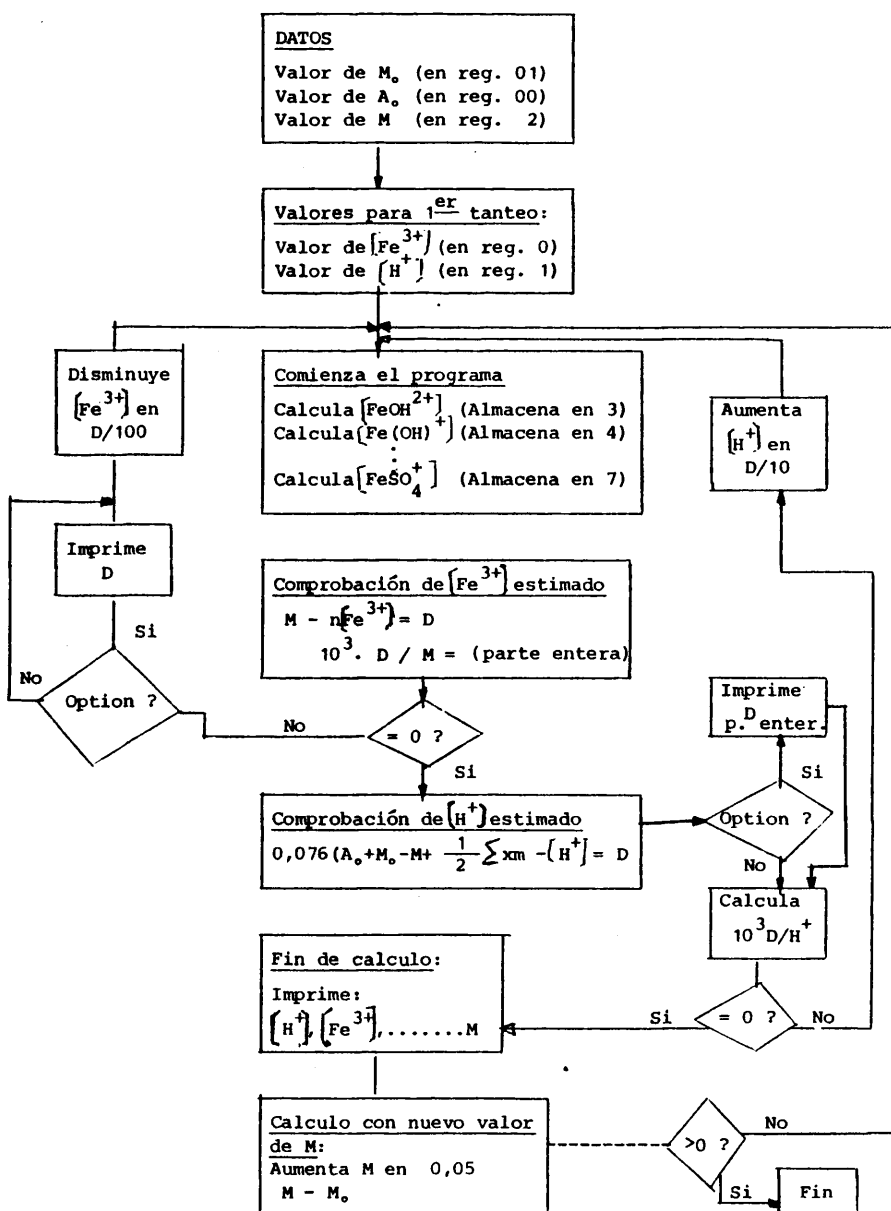 DATOS
Valor de M₀ (en reg. 01)
Valor de A₀ (en reg. 00)
Valor de M (en reg. 2)
Valores para 1er tanteo:
Valor de [Fe³⁺] (en reg. 0)
Valor de [H⁺] (en reg. 1)
Disminuye
[Fe³⁺] en
D/100
Comienza el programa
Calcula [FeOH²⁺] (Almacena en 3)
Calcula [Fe(OH)⁺] (Almacena en 4)
:
Calcula [FeSO₄⁺] (Almacena en 7)
Aumenta
[H⁺] en
D/10
Imprime
D
Si
No
Option ?
Comprobación de [Fe³⁺] estimado
M - n[Fe³⁺] = D
10³. D / M = (parte entera)
No
= 0 ?
Si
Imprime
D
p. enter.
Si
Option ?
No
Comprobación de [H⁺] estimado
0,076(A₀+M₀-M+ 1/2 ∑ xm -[H⁺] = D
Calcula
10³D/H⁺
Si
= 0 ?
No
Fin de calculo:
Imprime:
[H⁺], [Fe³⁺],.......M
Calculo con nuevo valor
de M:
Aumenta M en 0,05
M - M₀
>0 ?
No
Si
Fin